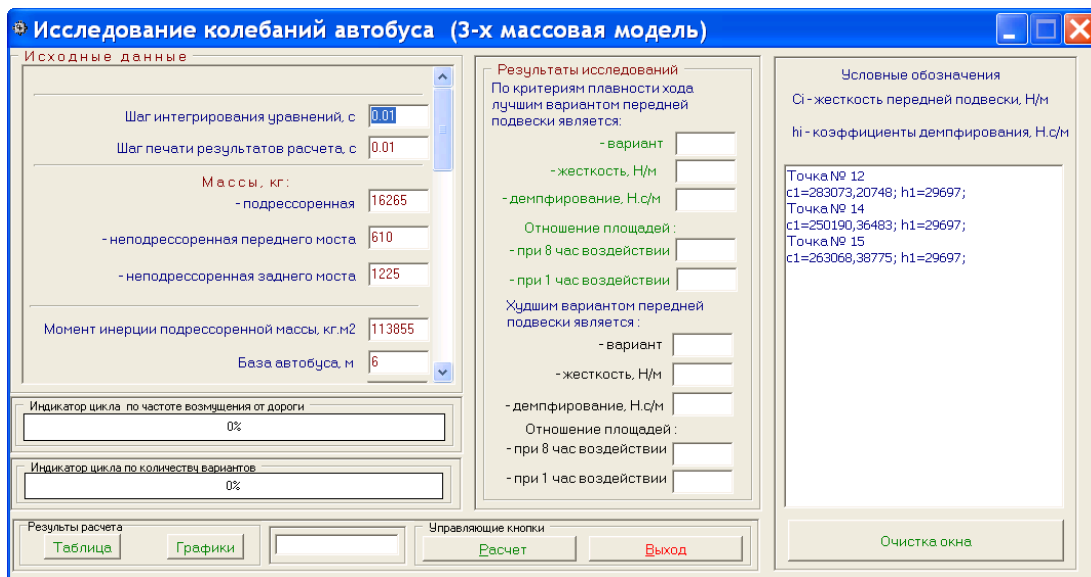 Исследование колебаний автобуса (3-х массовая модель)
Исходные данные
Шаг интегрирования уравнений, с 0.01
Шаг печати результатов расчета, с 0.01
Массы, кг:
- подрессоренная 16265
- неподрессоренная переднего моста 610
- неподрессоренная заднего моста 1225
Момент инерции подрессоренной массы, кг.м2 113855
База автобуса, м 6
Индикатор цикла по частоте возмущения от дороги
0%
Индикатор цикла по количеству вариантов
0%
Результы расчета
Таблица
Графики
Управляющие кнопки
Расчет
Выход
Результаты исследований
По критериям плавности хода
лучшим вариантом передней
подвески является:
- вариант
- жесткость, Н/м
- демпфирование, Н.с/м
Отношение площадей :
- при 8 час воздействии
- при 1 час воздействии
Худшим вариантом передней
подвески является :
- вариант
- жесткость, Н/м
- демпфирование, Н.с/м
Отношение площадей :
- при 8 час воздействии
- при 1 час воздействии
Условные обозначения
Ci - жесткость передней подвески, Н/м
hi - коэффициенты демпфирования, Н.с/м
Точка № 12
c1=283073,20748; h1=29697;
Точка № 14
c1=250190,36483; h1=29697;
Точка № 15
c1=263068,38775; h1=29697;
Очистка окна